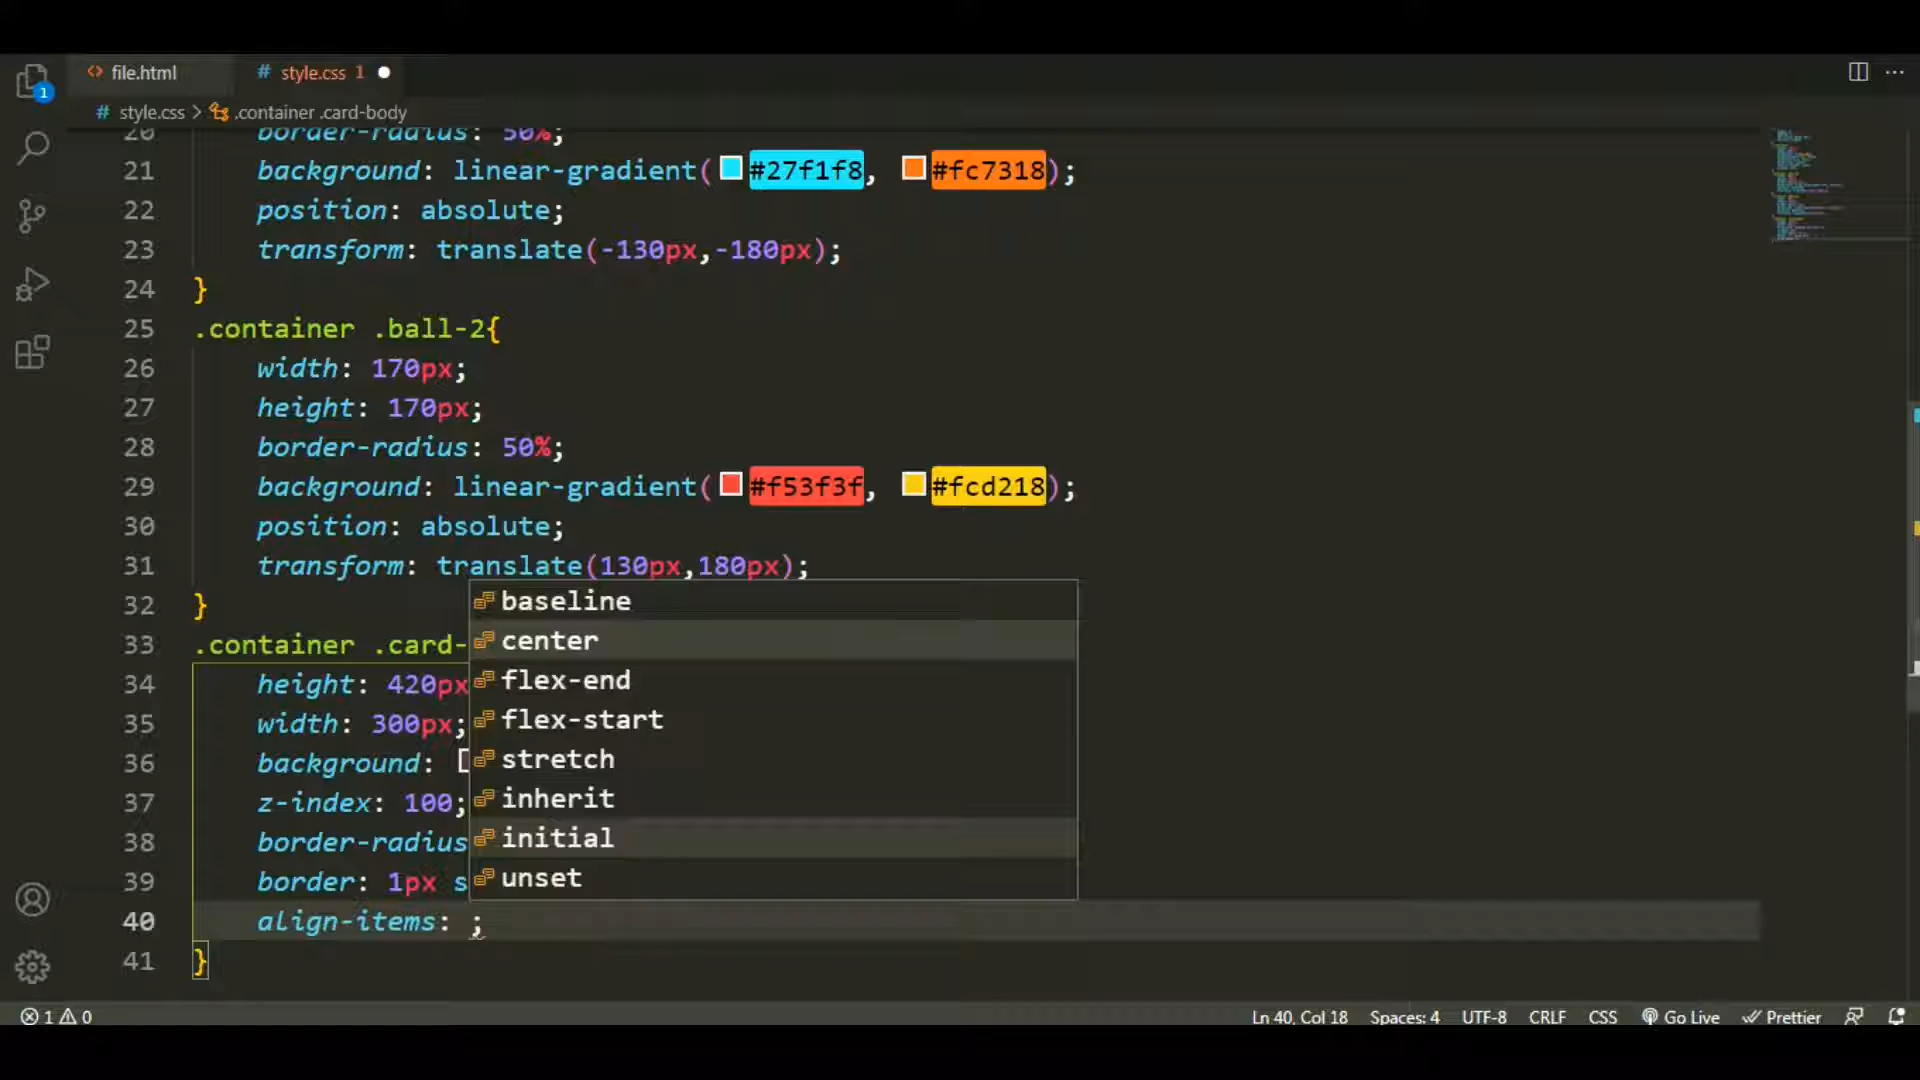 file.html
style.css 1
1
style.css > .container .card-body
20 border-radius: 50%;
21 background: linear-gradient(#27f1f8, #fc7318);
22 position: absolute;
23 transform: translate(-130px,-180px);
24 }
25 .container .ball-2{
26 width: 170px;
27 height: 170px;
28 border-radius: 50%;
29 background: linear-gradient(#f53f3f, #fcd218);
30 position: absolute;
31 transform: translate(130px,180px);
32 }
33 .container .card-
34 height: 420px
35 width: 300px;
36 background:
37 z-index: 100;
38 border-radius
39 border: 1px s
40 align-items: ;
41 }
baseline
center
flex-end
flex-start
stretch
inherit
initial
unset
1 0 Ln 40, Col 18 Spaces: 4 UTF-8 CRLF CSS Go Live Prettier